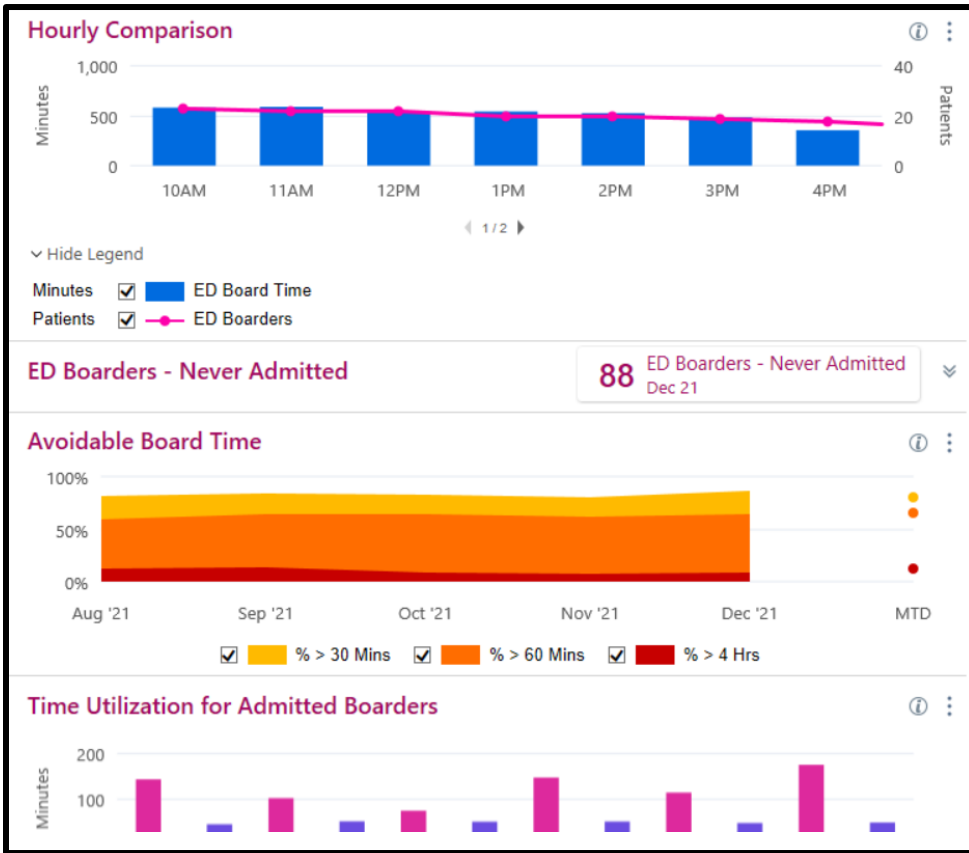 Hourly Comparison
1,000
40
Minutes
500
20
Patients
0
0
10AM 11AM 12PM 1PM 2PM 3PM 4PM
1 / 2
Hide Legend
Minutes ED Board Time
Patients ED Boarders
ED Boarders - Never Admitted
88 ED Boarders - Never Admitted
Dec 21
Avoidable Board Time
100%
50%
0%
Aug '21 Sep '21 Oct '21 Nov '21 Dec '21 MTD
% > 30 Mins % > 60 Mins % > 4 Hrs
Time Utilization for Admitted Boarders
200
Minutes
100